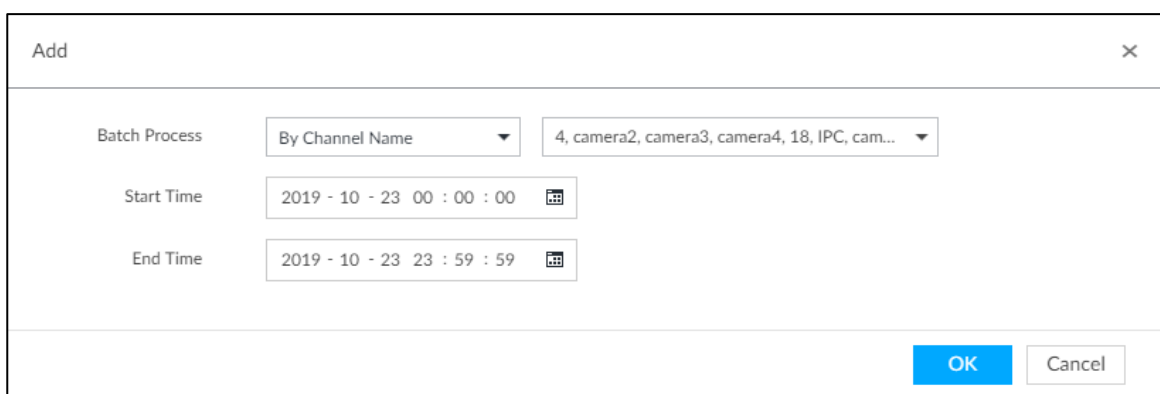 Add
Batch Process By Channel Name 4, camera2, camera3, camera4, 18, IPC, cam...
Start Time 2019 - 10 - 23 00 : 00 : 00
End Time 2019 - 10 - 23 23 : 59 : 59
OK Cancel